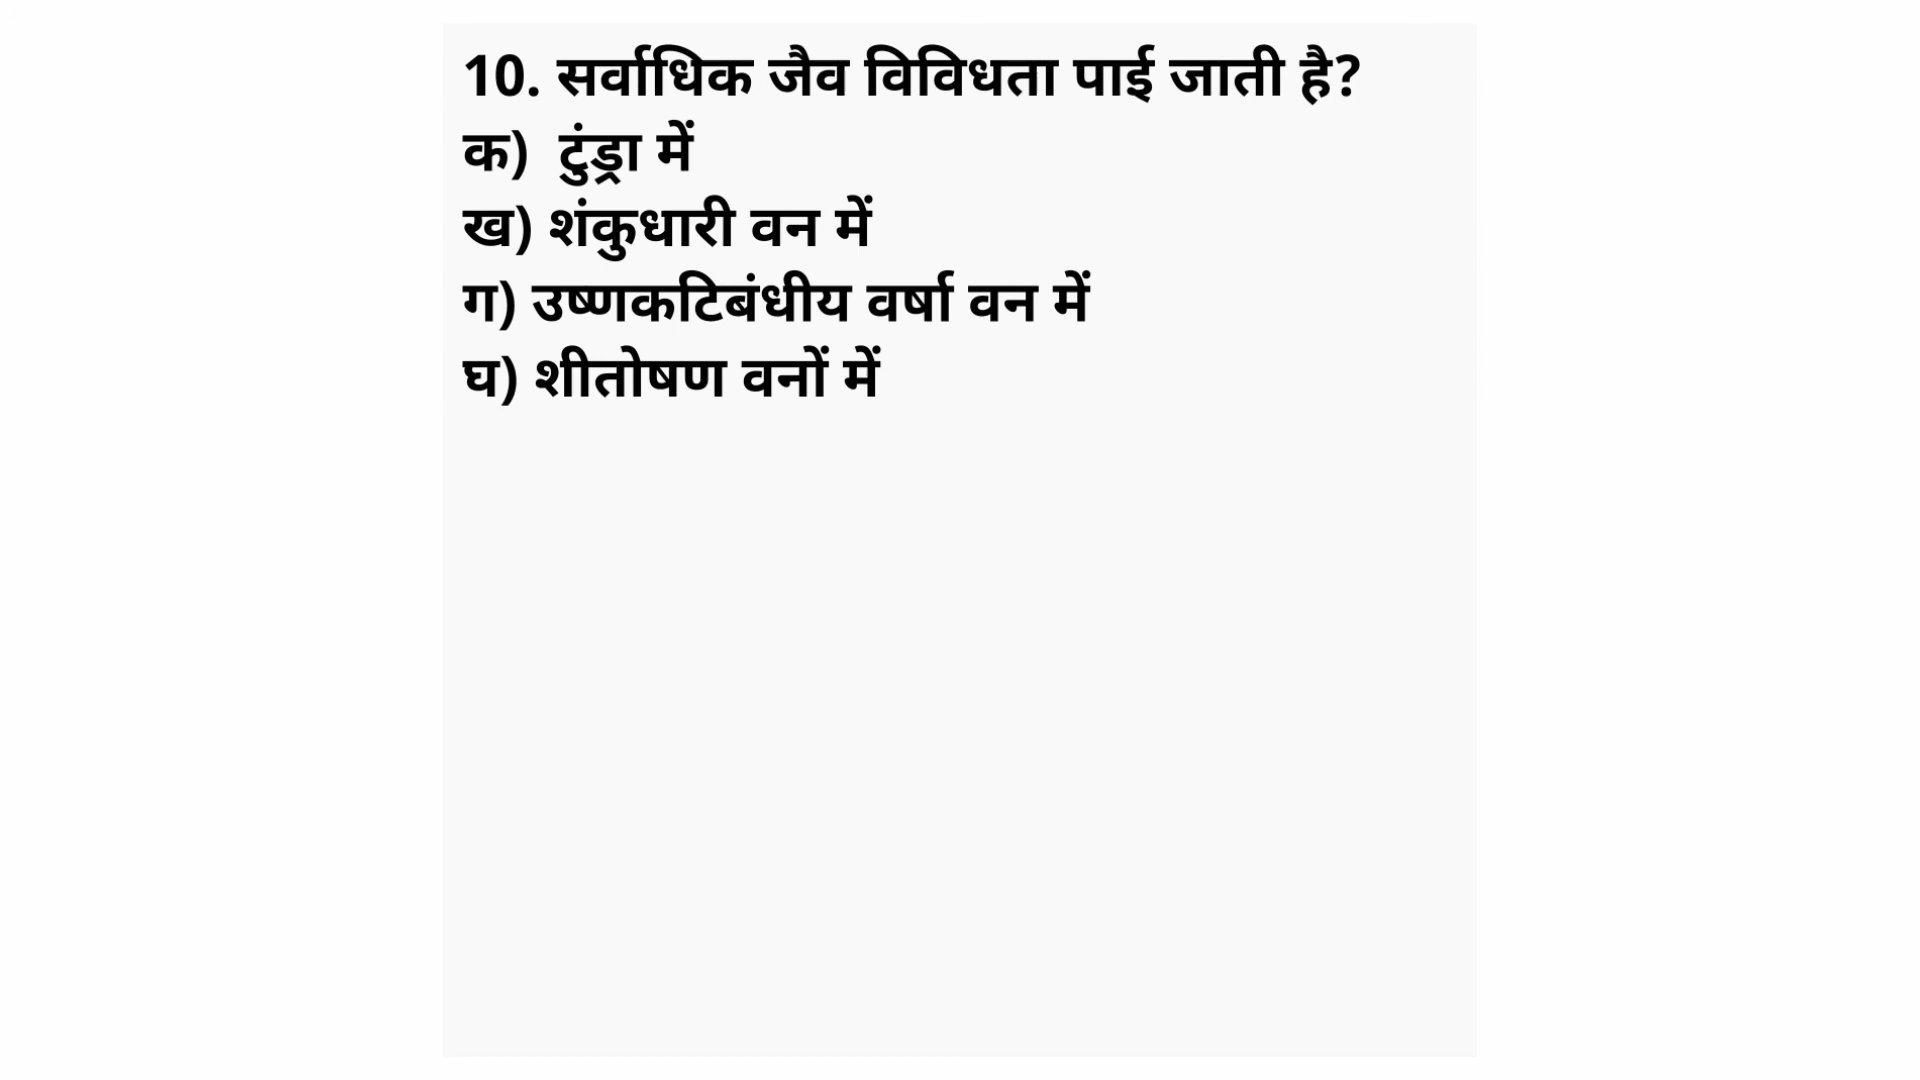 10. सर्वाधिक जैव विविधता पाई जाती है?
क) टुंड्रा में
ख) शंकुधारी वन में
ग) उष्णकटिबंधीय वर्षा वन में
घ) शीतोषण वनों में